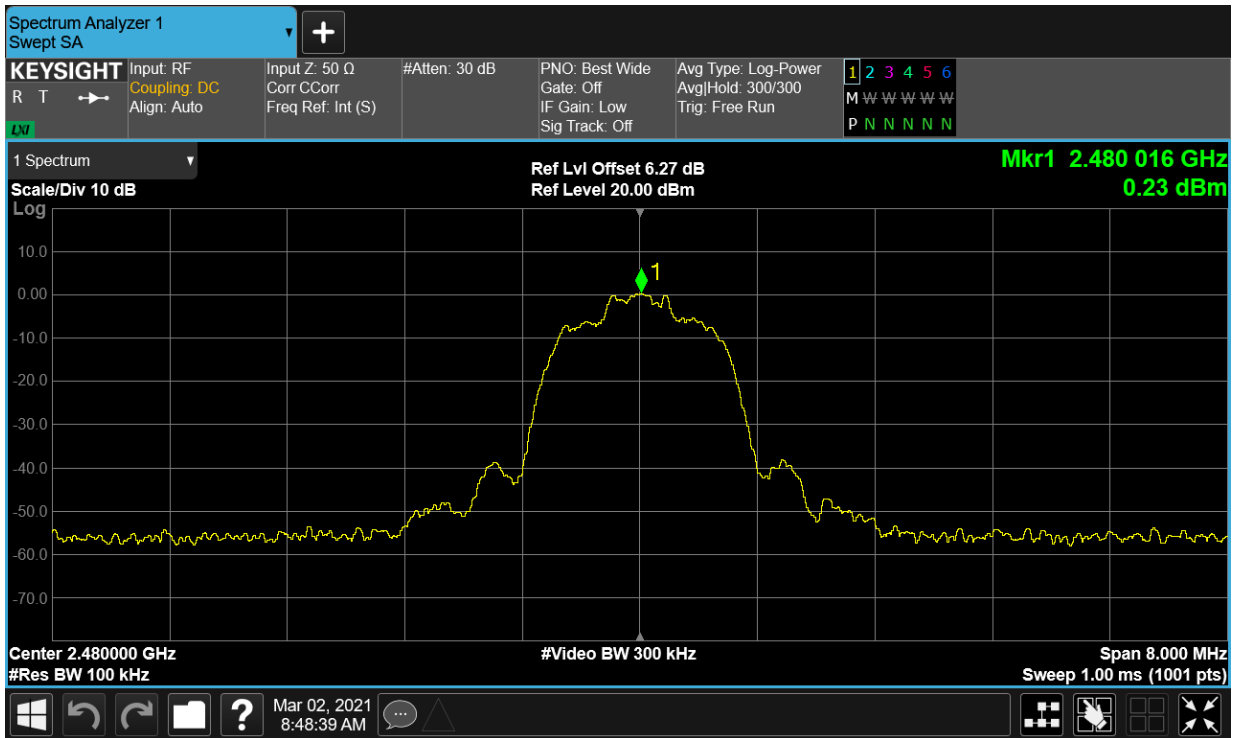 Spectrum Analyzer 1
Swept SA
KEYSIGHT
R T
LXI
Input: RF
Coupling: DC
Align: Auto
Input Z: 50 Ω
Corr CCorr
Freq Ref: Int (S)
#Atten: 30 dB
PNO: Best Wide
Gate: Off
IF Gain: Low
Sig Track: Off
Avg Type: Log-Power
Avg|Hold: 300/300
Trig: Free Run
1 2 3 4 5 6
M W W W W W
P N N N N N
1 Spectrum
Scale/Div 10 dB
Log
Ref Lvl Offset 6.27 dB
Ref Level 20.00 dBm
Mkr1 2.480 016 GHz
0.23 dBm
1
10.0
0.00
-10.0
-20.0
-30.0
-40.0
-50.0
-60.0
-70.0
Center 2.480000 GHz
#Res BW 100 kHz
#Video BW 300 kHz
Span 8.000 MHz
Sweep 1.00 ms (1001 pts)
?
Mar 02, 2021
8:48:39 AM